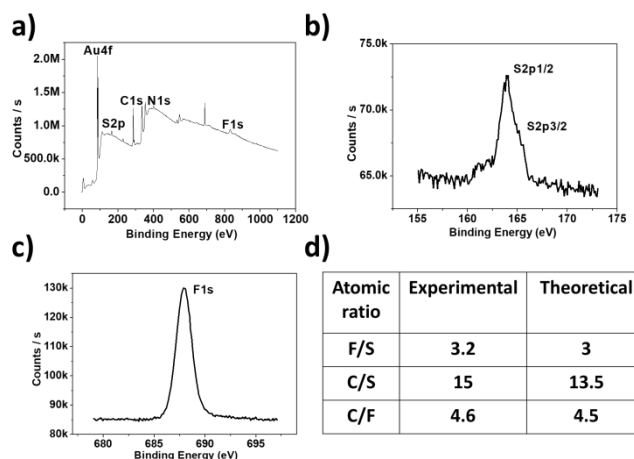 a)
Au4f
2.0M
1.5M
1.0M
500.0k
0.0
Counts / s
S2p
C1s
N1s
F1s
0 200 400 600 800 1000 1200
Binding Energy (eV)
b)
75.0k
70.0k
65.0k
Counts / s
S2p1/2
S2p3/2
155 160 165 170 175
Binding Energy (eV)
c)
130k
120k
110k
100k
90k
80k
Counts / s
F1s
680 685 690 695
Binding Energy (eV)
d)
Atomic ratio Experimental Theoretical
F/S 3.2 3
C/S 15 13.5
C/F 4.6 4.5